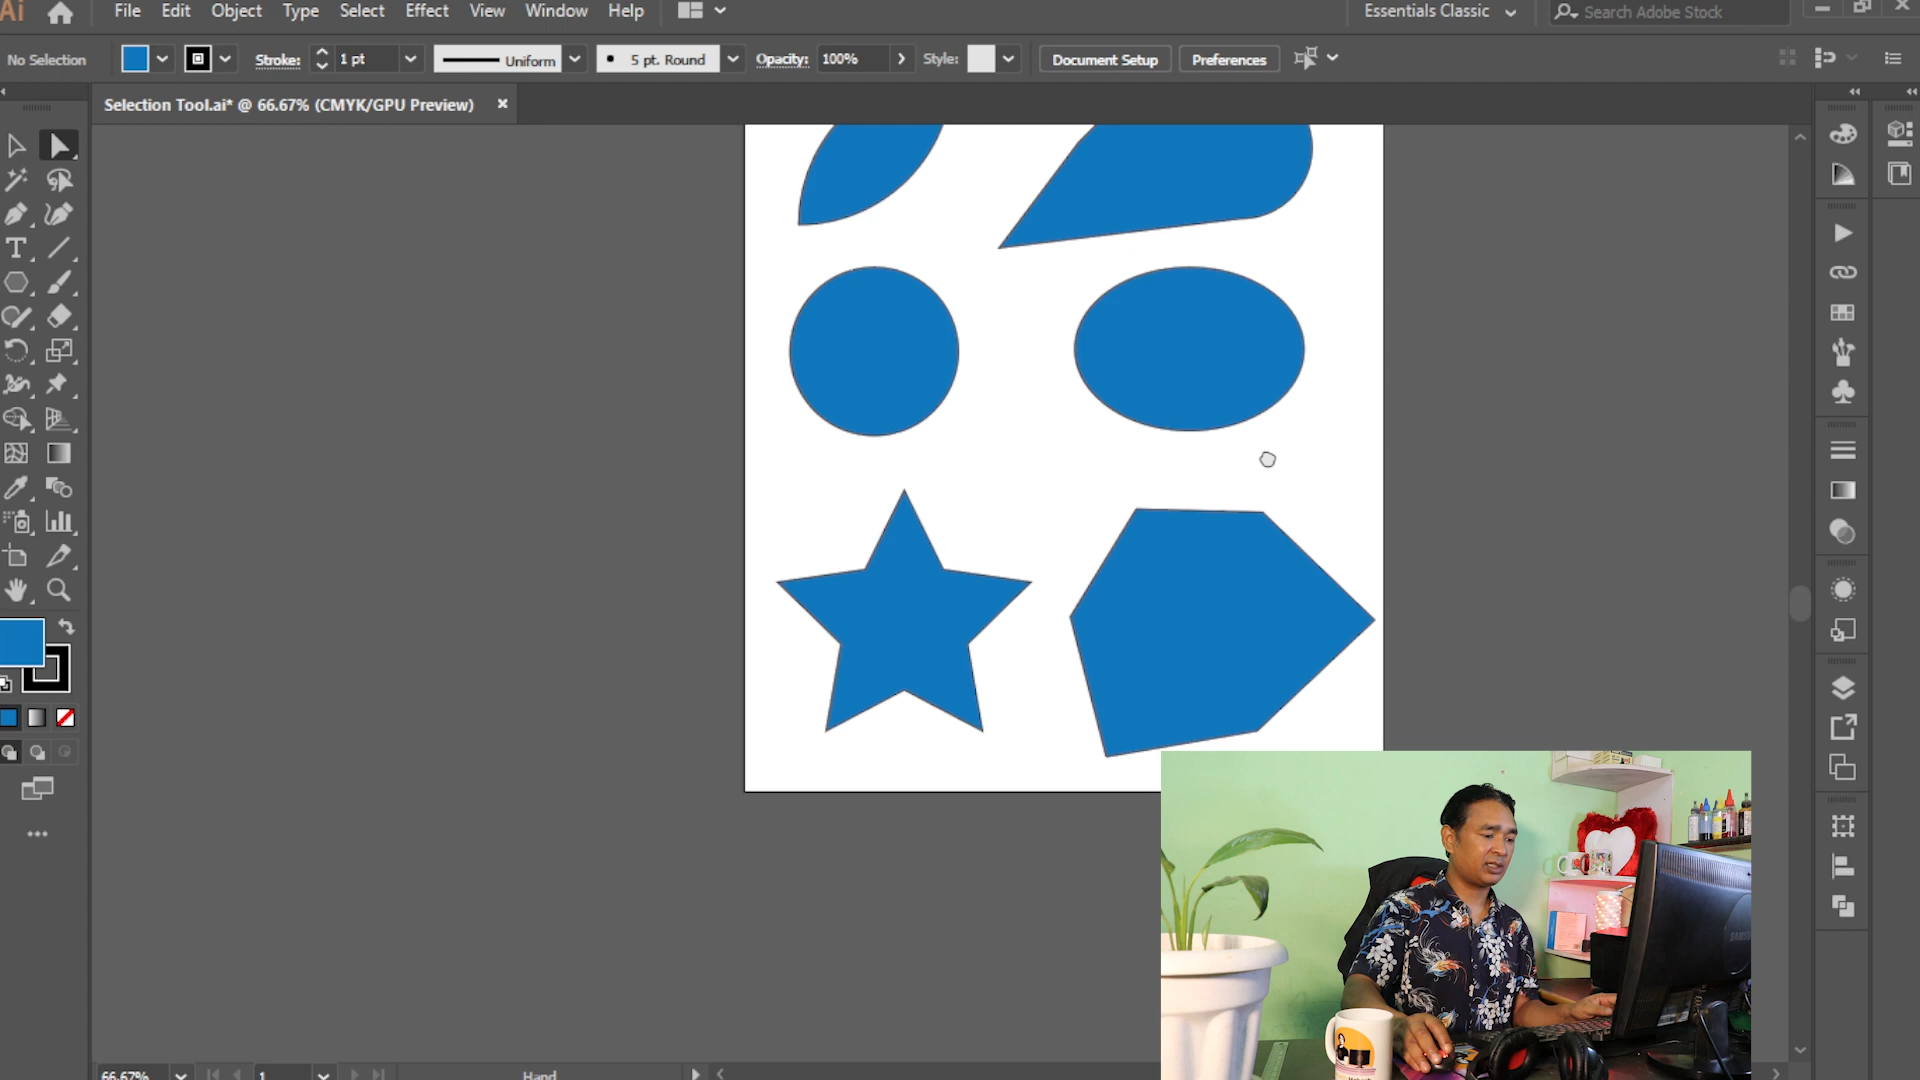 Ai File Edit Object Type Select Effect View Window Help Essentials Classic Search Adobe Stock
No Selection Stroke: 1 pt Uniform 5 pt. Round Opacity: 100% Style: Document Setup Preferences
Selection Tool.ai* @ 66.67% (CMYK/GPU Preview) ×
T
SAMSUNG
66.67% 1 Hand